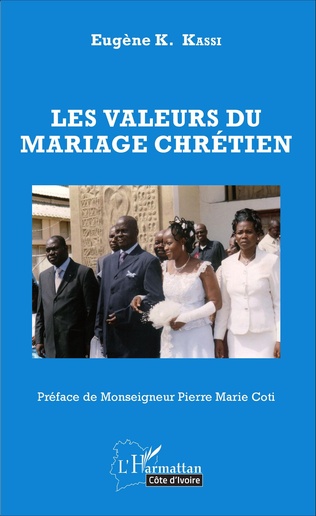 Eugène K. Kassi
LES VALEURS DU
MARIAGE CHRÉTIEN
Préface de Monseigneur Pierre Marie Coti
L'Harmattan
Côte d'Ivoire